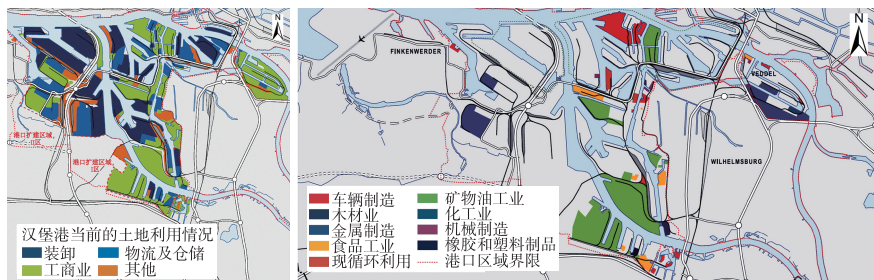 N
港口扩建区域,
I区
港口扩建区域,
I区
汉堡港当前的土地利用情况
装卸
物流及仓储
工商业
其他
N
FINKENWERDER
VEDDEL
WILHELMSBURG
车辆制造
矿物油工业
木材业
化工业
金属制造
机械制造
食品工业
橡胶和塑料制品
现循环利用
港口区域界限